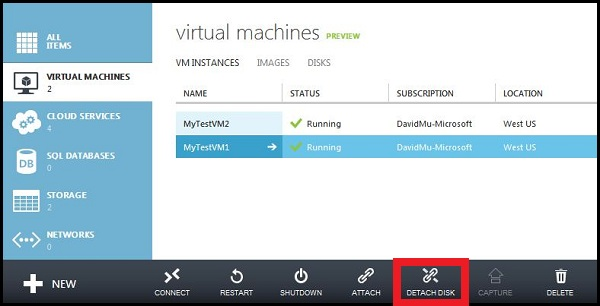 ALL
ITEMS
VIRTUAL MACHINES
2
CLOUD SERVICES
4
SQL DATABASES
0
STORAGE
2
NETWORKS
0
virtual machines PREVIEW
VM INSTANCES IMAGES DISKS
NAME STATUS SUBSCRIPTION LOCATION
MyTestVM2 Running DavidMu-Microsoft West US
MyTestVM1 → Running DavidMu-Microsoft West US
DB
NEW
CONNECT RESTART SHUTDOWN ATTACH DETACH DISK CAPTURE DELETE